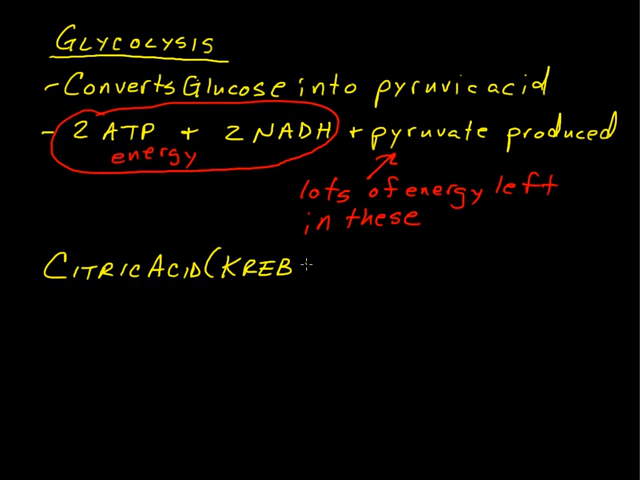 GLYCOLYSIS
- Converts Glucose into pyruvic acid
- 2 ATP + 2 NADH + pyruvate produced
energy
lots of energy left
in these
CITRIC ACID (KREB